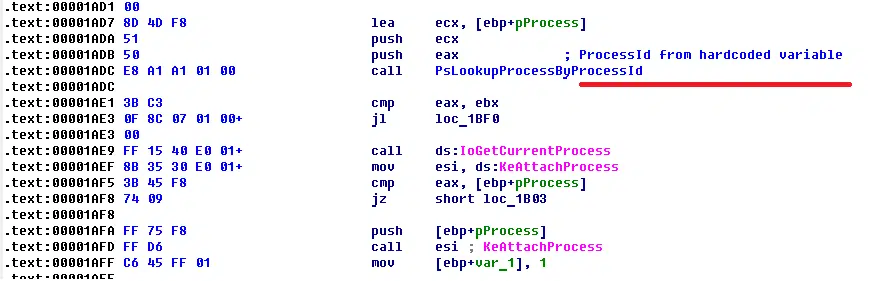 .text:00001AD1 00
.text:00001AD7 8D 4D F8 lea ecx, [ebp+pProcess]
.text:00001ADA 51 push ecx
.text:00001ADB 50 push eax ; ProcessId from hardcoded variable
.text:00001ADC E8 A1 A1 01 00 call PsLookupProcessByProcessId
.text:00001ADC
.text:00001AE1 3B C3 cmp eax, ebx
.text:00001AE3 0F 8C 07 01 00+ jl loc_1BF0
.text:00001AE3 00
.text:00001AE9 FF 15 40 E0 01+ call ds:IoGetCurrentProcess
.text:00001AEF 8B 35 30 E0 01+ mov esi, ds:KeAttachProcess
.text:00001AF5 3B 45 F8 cmp eax, [ebp+pProcess]
.text:00001AF8 74 09 jz short loc_1B03
.text:00001AF8
.text:00001AFA FF 75 F8 push [ebp+pProcess]
.text:00001AFD FF D6 call esi ; KeAttachProcess
.text:00001AFF C6 45 FF 01 mov [ebp+var_1], 1
.text:00001AFF